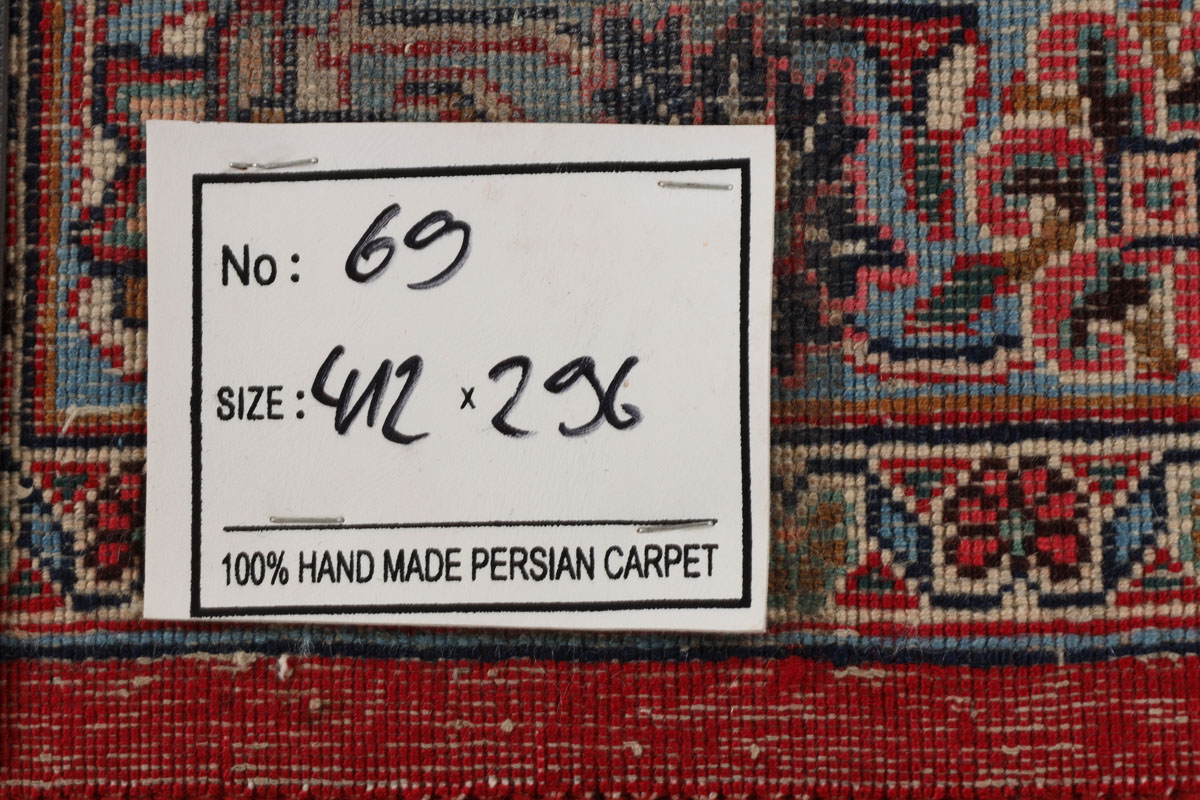 No: 69
SIZE: 412 x 296
100% HAND MADE PERSIAN CARPET